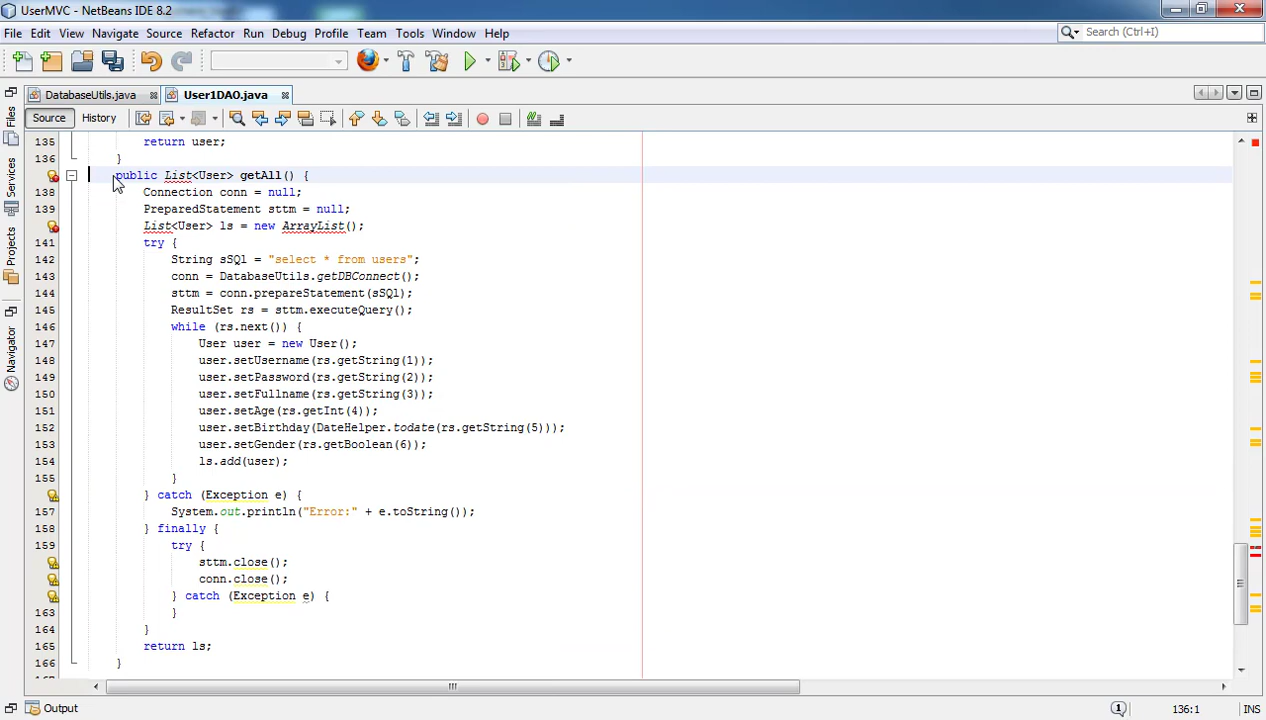 UserMVC - NetBeans IDE 8.2
File Edit View Navigate Source Refactor Run Debug Profile Team Tools Window Help
Search (Ctrl+I)
DatabaseUtils.java User1DAO.java
Source History
Files
Services
Projects
Navigator
135 return user;
136 }
public List<User> getAll() {
138 Connection conn = null;
139 PreparedStatement sttm = null;
List<User> ls = new ArrayList();
141 try {
142 String sSQl = "select * from users";
143 conn = DatabaseUtils.getDBConnect();
144 sttm = conn.prepareStatement(sSQl);
145 ResultSet rs = sttm.executeQuery();
146 while (rs.next()) {
147 User user = new User();
148 user.setUsername(rs.getString(1));
149 user.setPassword(rs.getString(2));
150 user.setFullname(rs.getString(3));
151 user.setAge(rs.getInt(4));
152 user.setBirthday(DateHelper.todate(rs.getString(5)));
153 user.setGender(rs.getBoolean(6));
154 ls.add(user);
155 }
} catch (Exception e) {
157 System.out.println("Error:" + e.toString());
158 } finally {
159 try {
sttm.close();
conn.close();
} catch (Exception e) {
163 }
164 }
165 return ls;
166 }
Output 1 136:1 INS